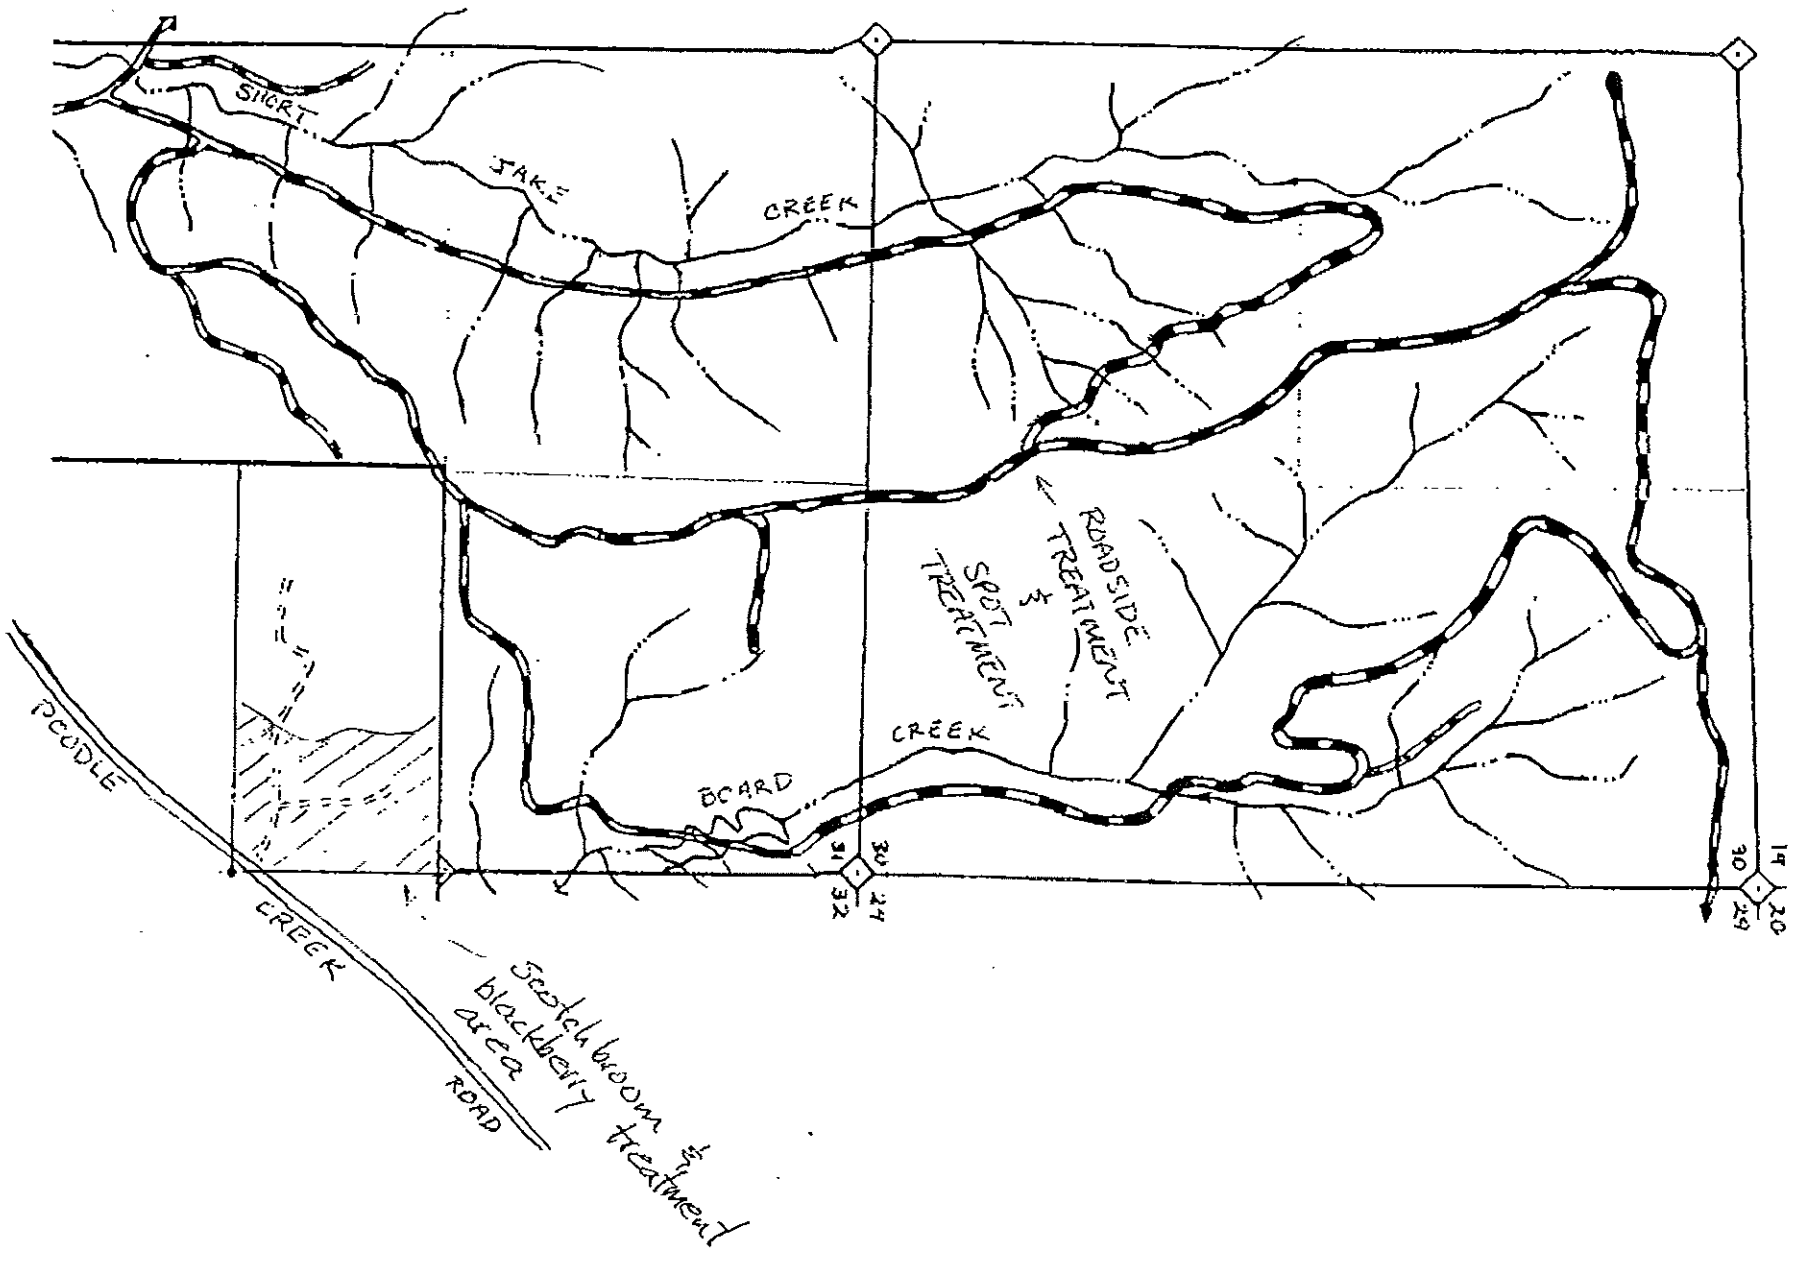 SHORT
JAKE
CREEK
ROADSIDE
TREATMENT
&
SPOT
TREATMENT
CREEK
BOARD
POODLE
CREEK
ROAD
31 30
32 29
30 19
29 20
Scotchbroom &
blackberry treatment
area